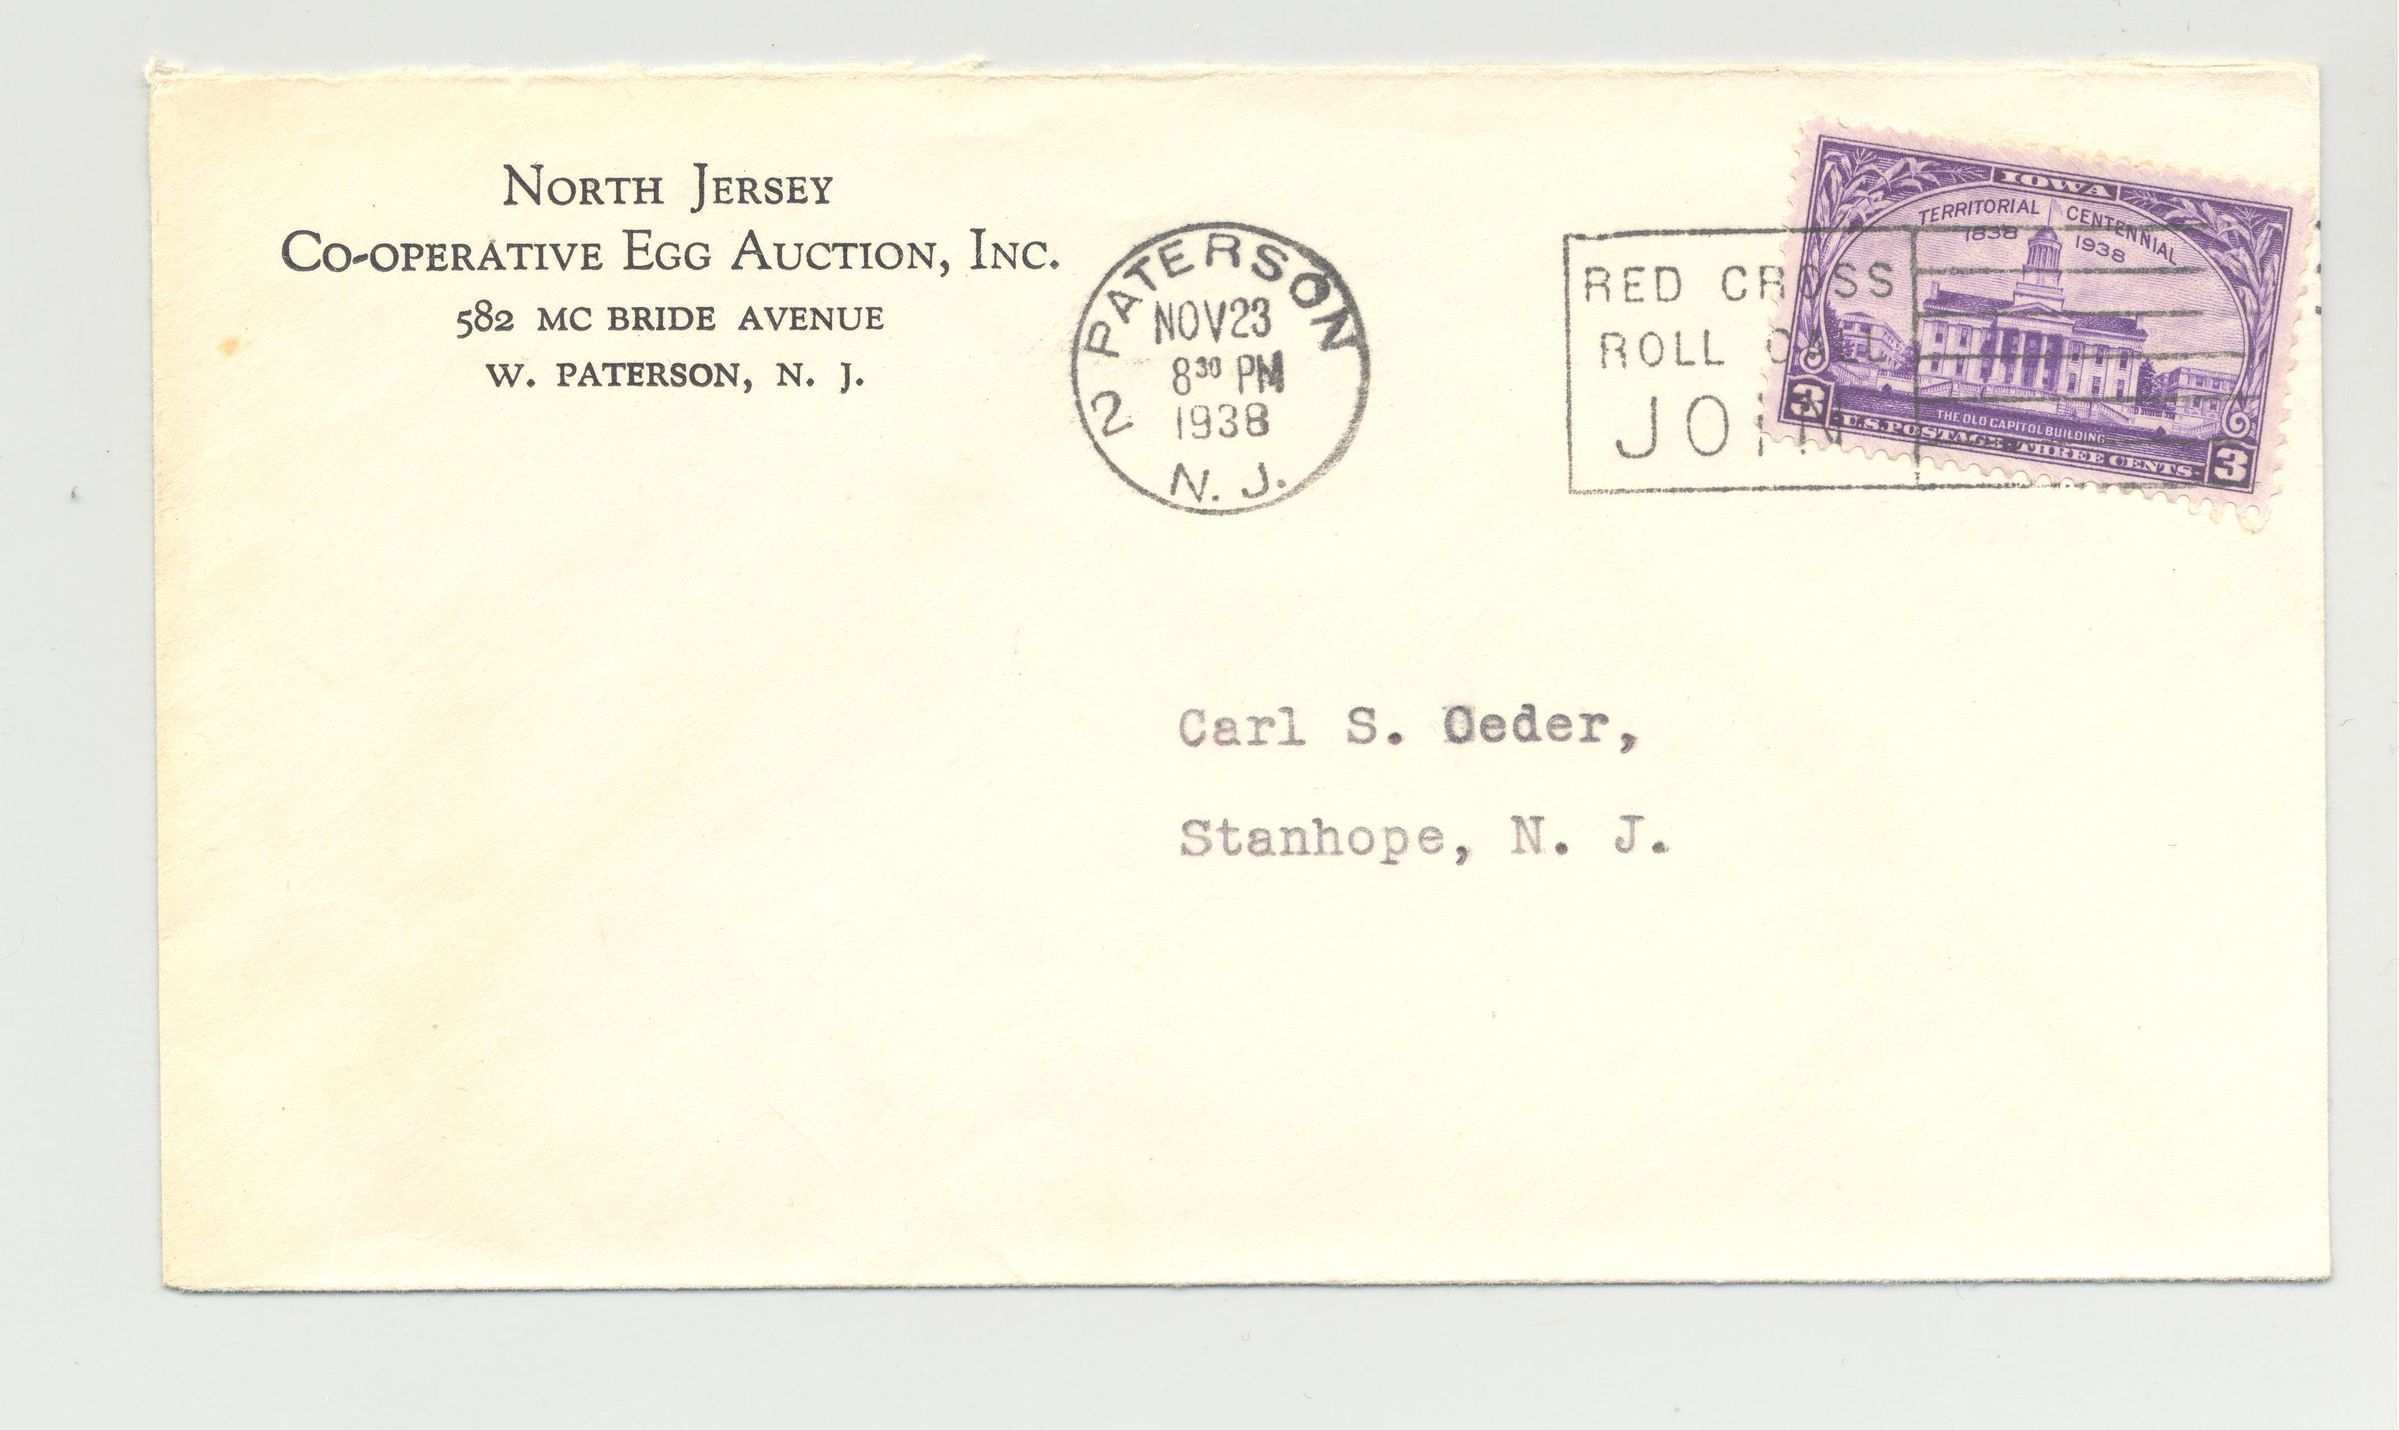 NORTH JERSEY
CO-OPERATIVE EGG AUCTION, INC.
582 MC BRIDE AVENUE
W. PATERSON, N. J.
PATERSON
NOV 23
8 30 PM
1938
2
N. J.
RED CROSS
ROLL CALL
JOIN
IOWA
TERRITORIAL CENTENNIAL
1838 1938
THE OLD CAPITOL BUILDING
3 U.S. POSTAGE · THREE CENTS · 3
Carl S. Oeder,
Stanhope, N. J.